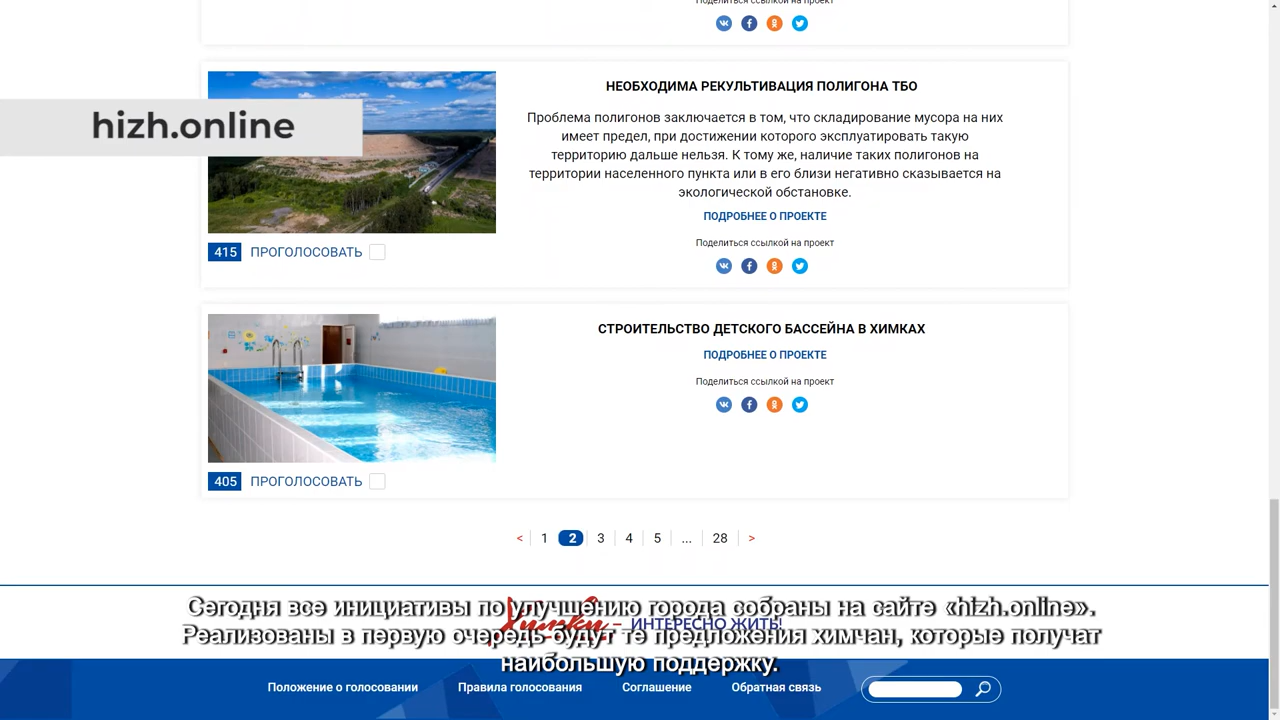 Поделиться ссылкой на проект
НЕОБХОДИМА РЕКУЛЬТИВАЦИЯ ПОЛИГОНА ТБО
hizh.online
Проблема полигонов заключается в том, что складирование мусора на них
имеет предел, при достижении которого эксплуатировать такую
территорию дальше нельзя. К тому же, наличие таких полигонов на
территории населенного пункта или в его близи негативно сказывается на
экологической обстановке.
ПОДРОБНЕЕ О ПРОЕКТЕ
Поделиться ссылкой на проект
415 ПРОГОЛОСОВАТЬ
СТРОИТЕЛЬСТВО ДЕТСКОГО БАССЕЙНА В ХИМКАХ
ПОДРОБНЕЕ О ПРОЕКТЕ
Поделиться ссылкой на проект
405 ПРОГОЛОСОВАТЬ
< 1 2 3 4 5 ... 28 >
Сегодня все инициативы по улучшению города собраны на сайте «hizh.online».
Химки - ИНТЕРЕСНО ЖИТЬ!
Реализованы в первую очередь будут те предложения химчан, которые получат
наибольшую поддержку.
Положение о голосовании Правила голосования Соглашение Обратная связь